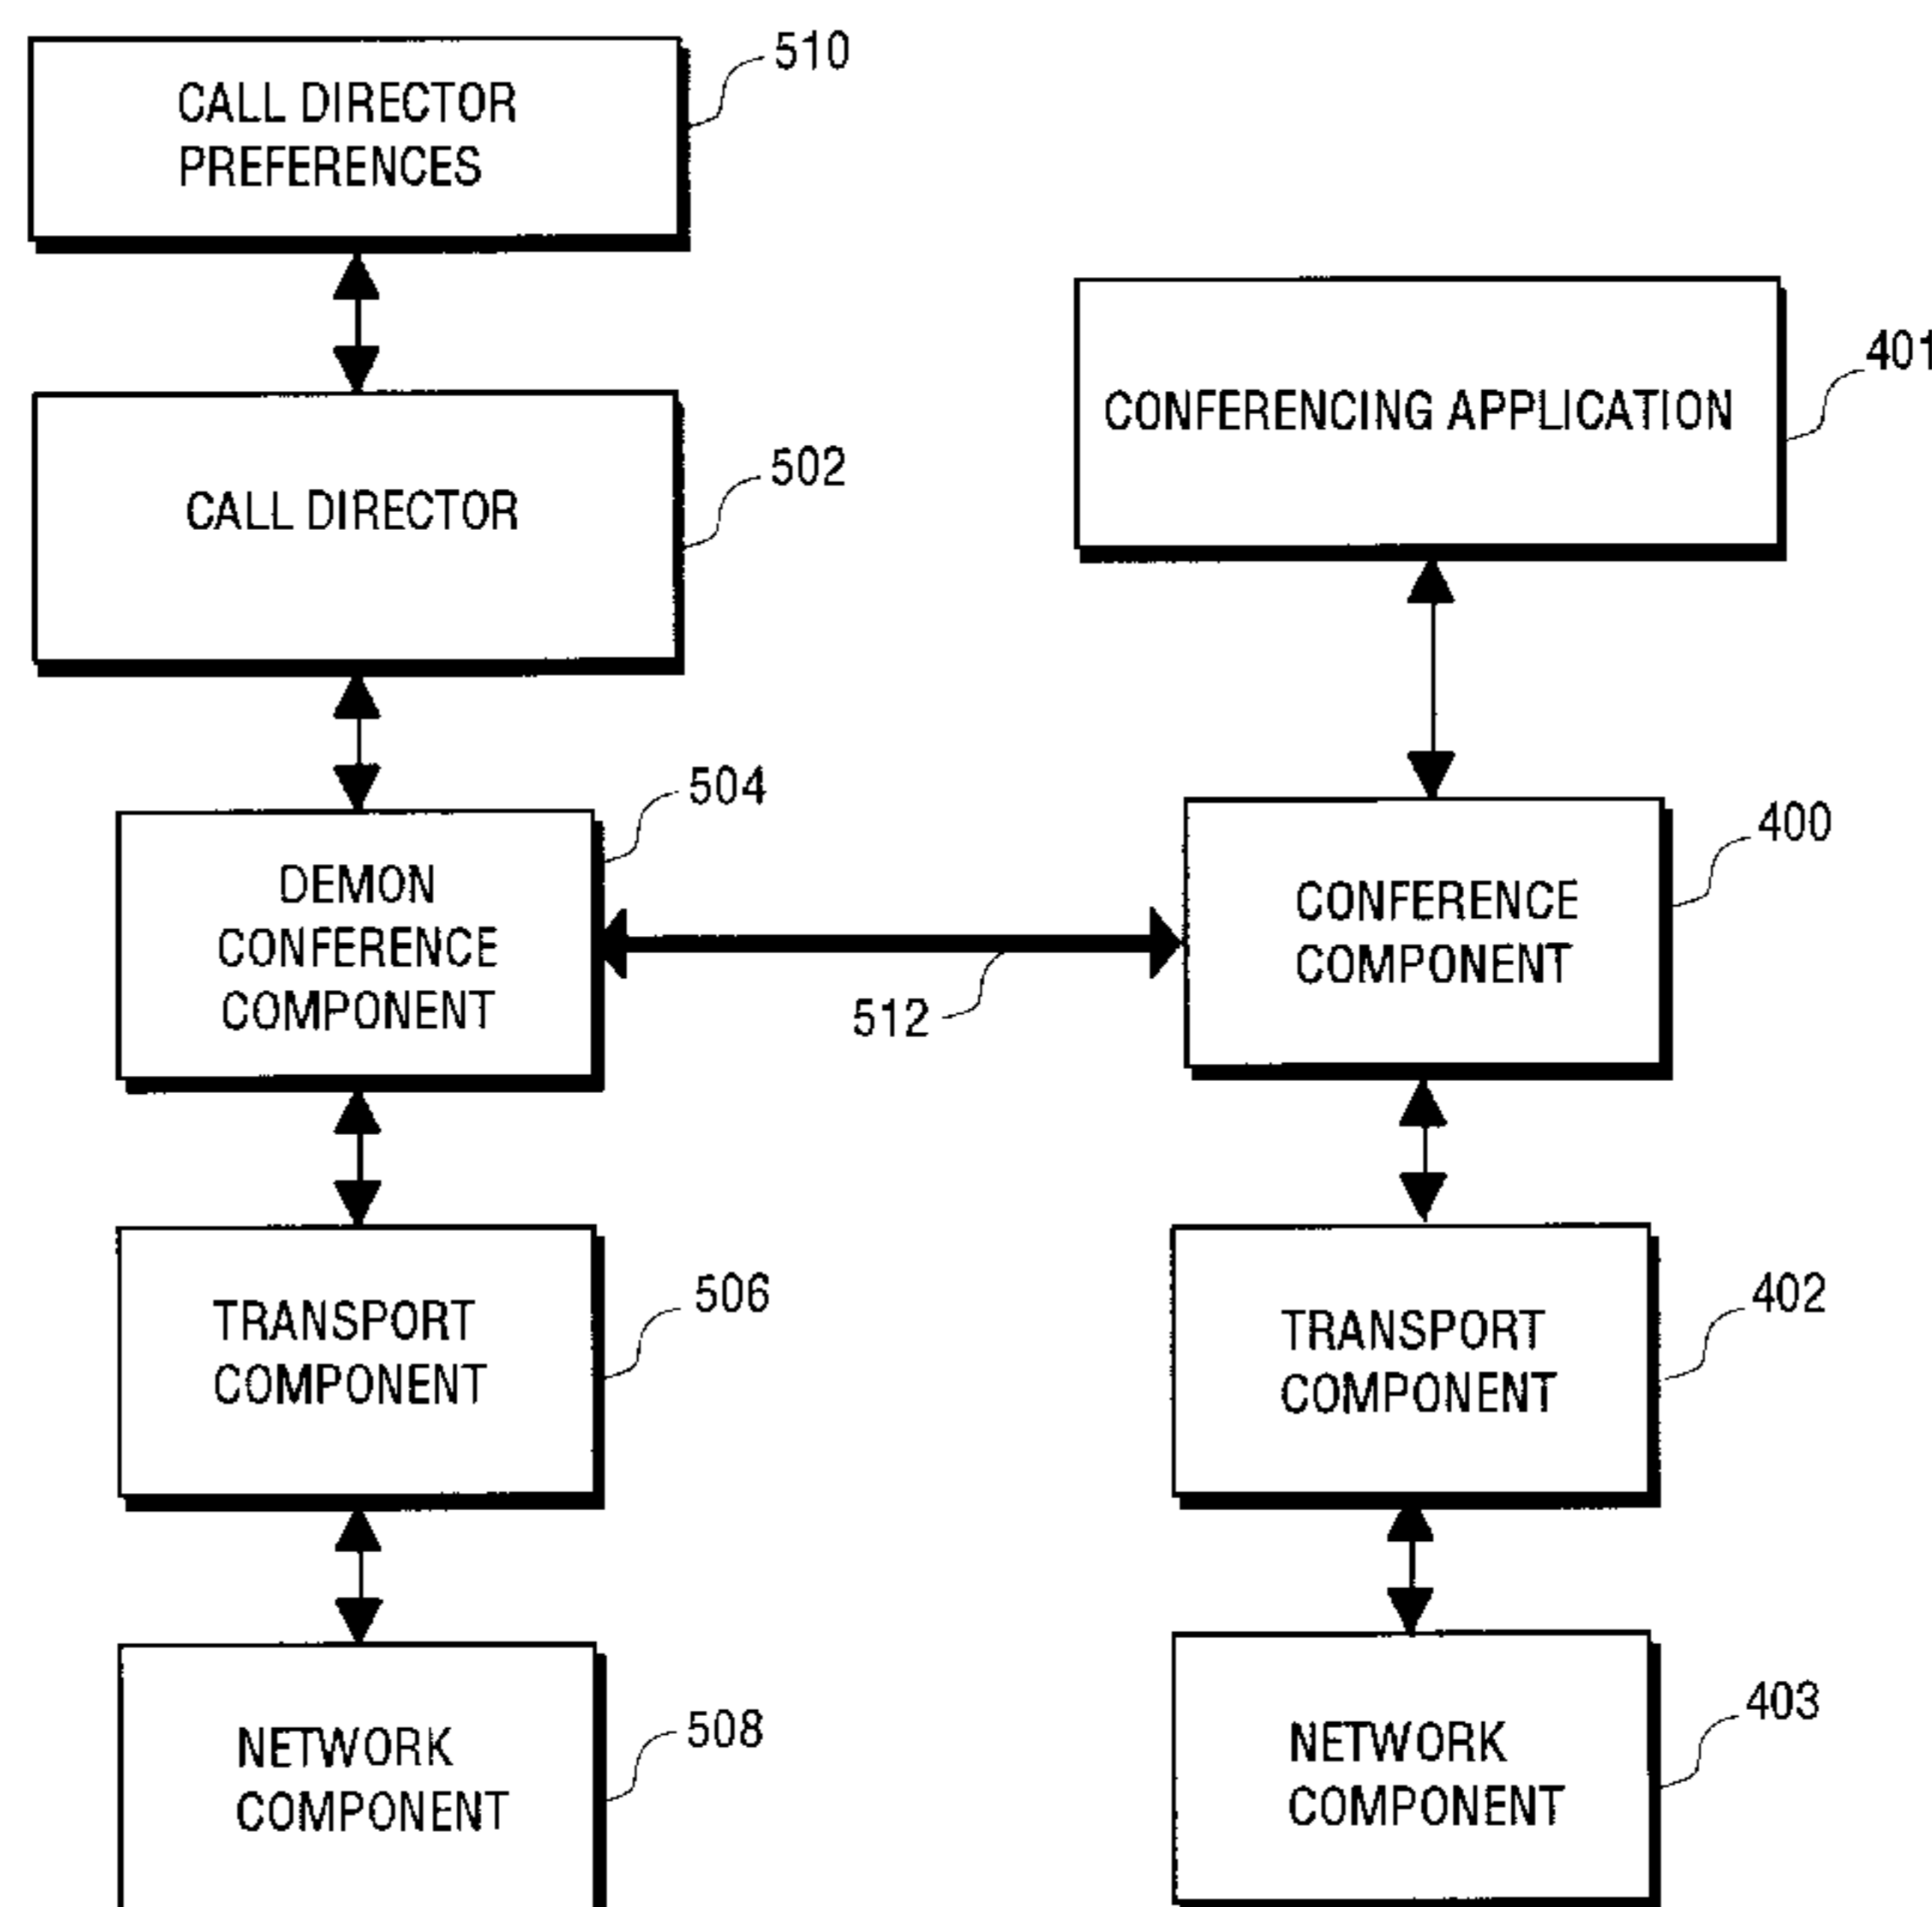 510
CALL DIRECTOR
PREFERENCES
401
CONFERENCING APPLICATION
502
CALL DIRECTOR
504
DEMON
CONFERENCE
COMPONENT
400
CONFERENCE
COMPONENT
512
506
TRANSPORT
COMPONENT
402
TRANSPORT
COMPONENT
508
NETWORK
COMPONENT
403
NETWORK
COMPONENT